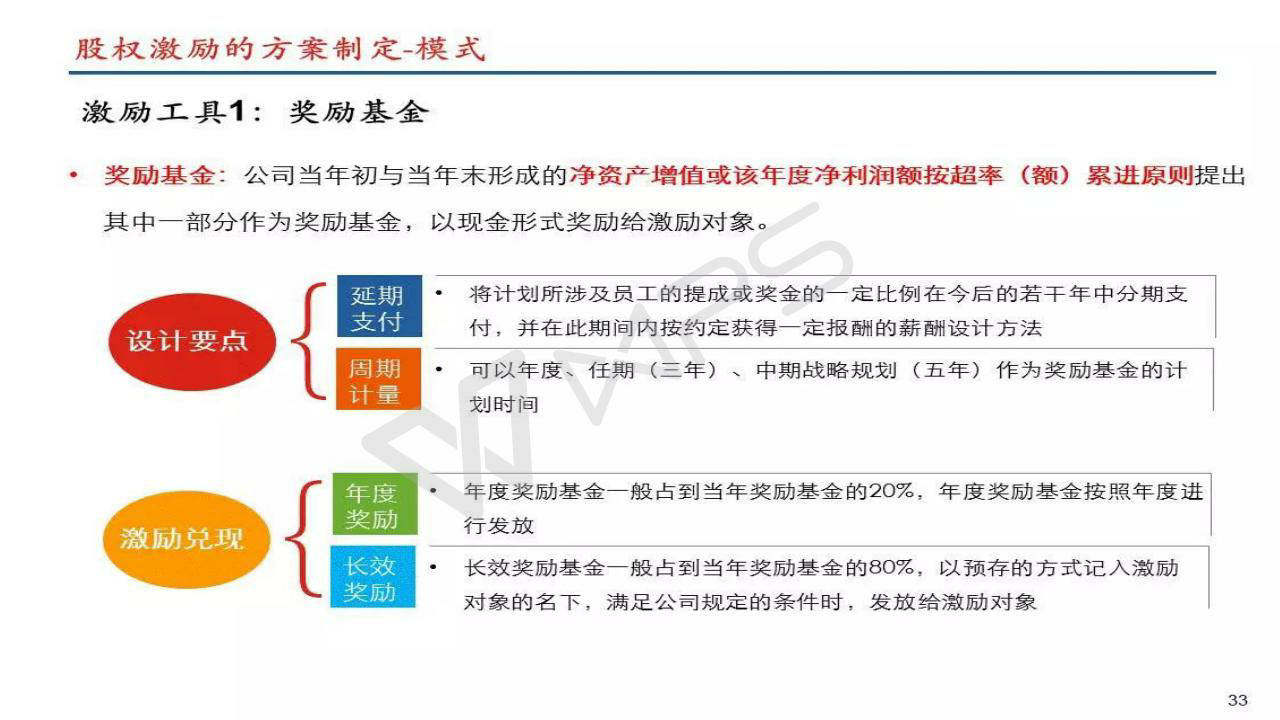 股权激励的方案制定-模式
激励工具1：奖励基金
• 奖励基金：公司当年初与当年末形成的净资产增值或该年度净利润额按超率（额）累进原则提出
其中一部分作为奖励基金，以现金形式奖励给激励对象。
设计要点
延期
支付
• 将计划所涉及员工的提成或奖金的一定比例在今后的若干年中分期支
付，并在此期间内按约定获得一定报酬的薪酬设计方法
周期
计量
• 可以年度、任期（三年）、中期战略规划（五年）作为奖励基金的计
划时间
激励兑现
年度
奖励
• 年度奖励基金一般占到当年奖励基金的20%，年度奖励基金按照年度进
行发放
长效
奖励
• 长效奖励基金一般占到当年奖励基金的80%，以预存的方式记入激励
对象的名下，满足公司规定的条件时，发放给激励对象
33